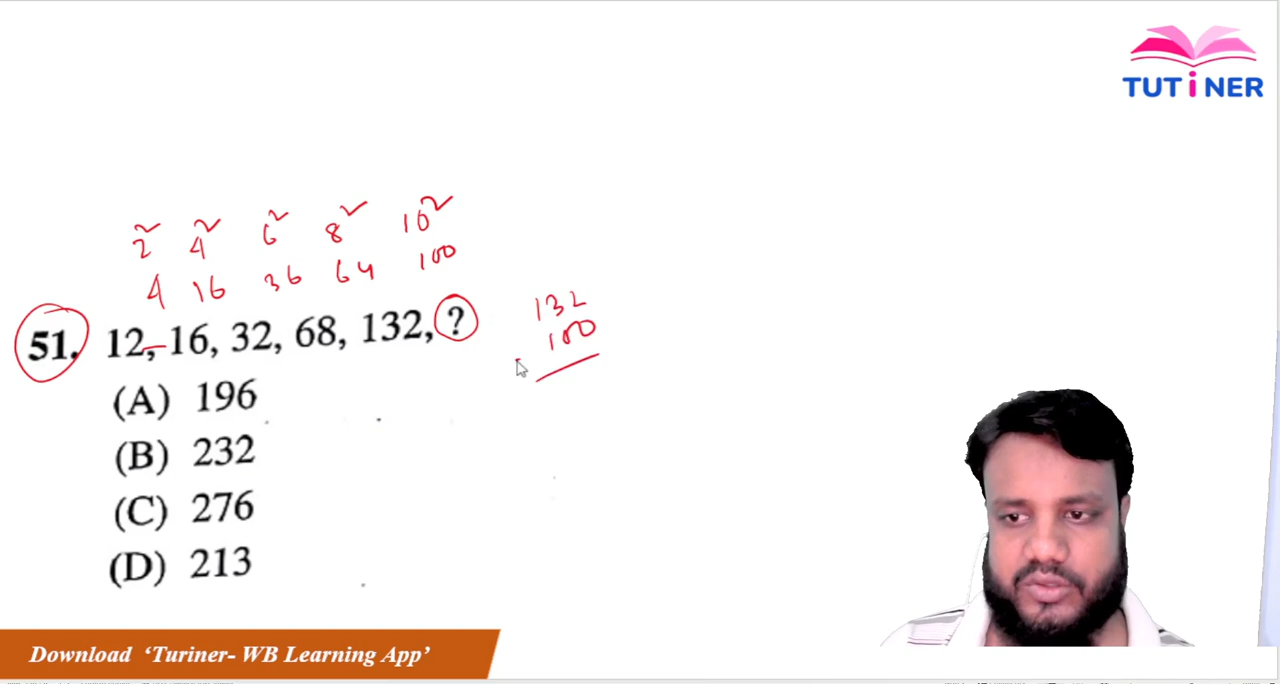 TUTiNER
2² 4² 6² 8² 10²
4 16 36 64 100
51. 12, 16, 32, 68, 132, ?
132
100
(A) 196
(B) 232
(C) 276
(D) 213
Download ‘Turiner- WB Learning App’